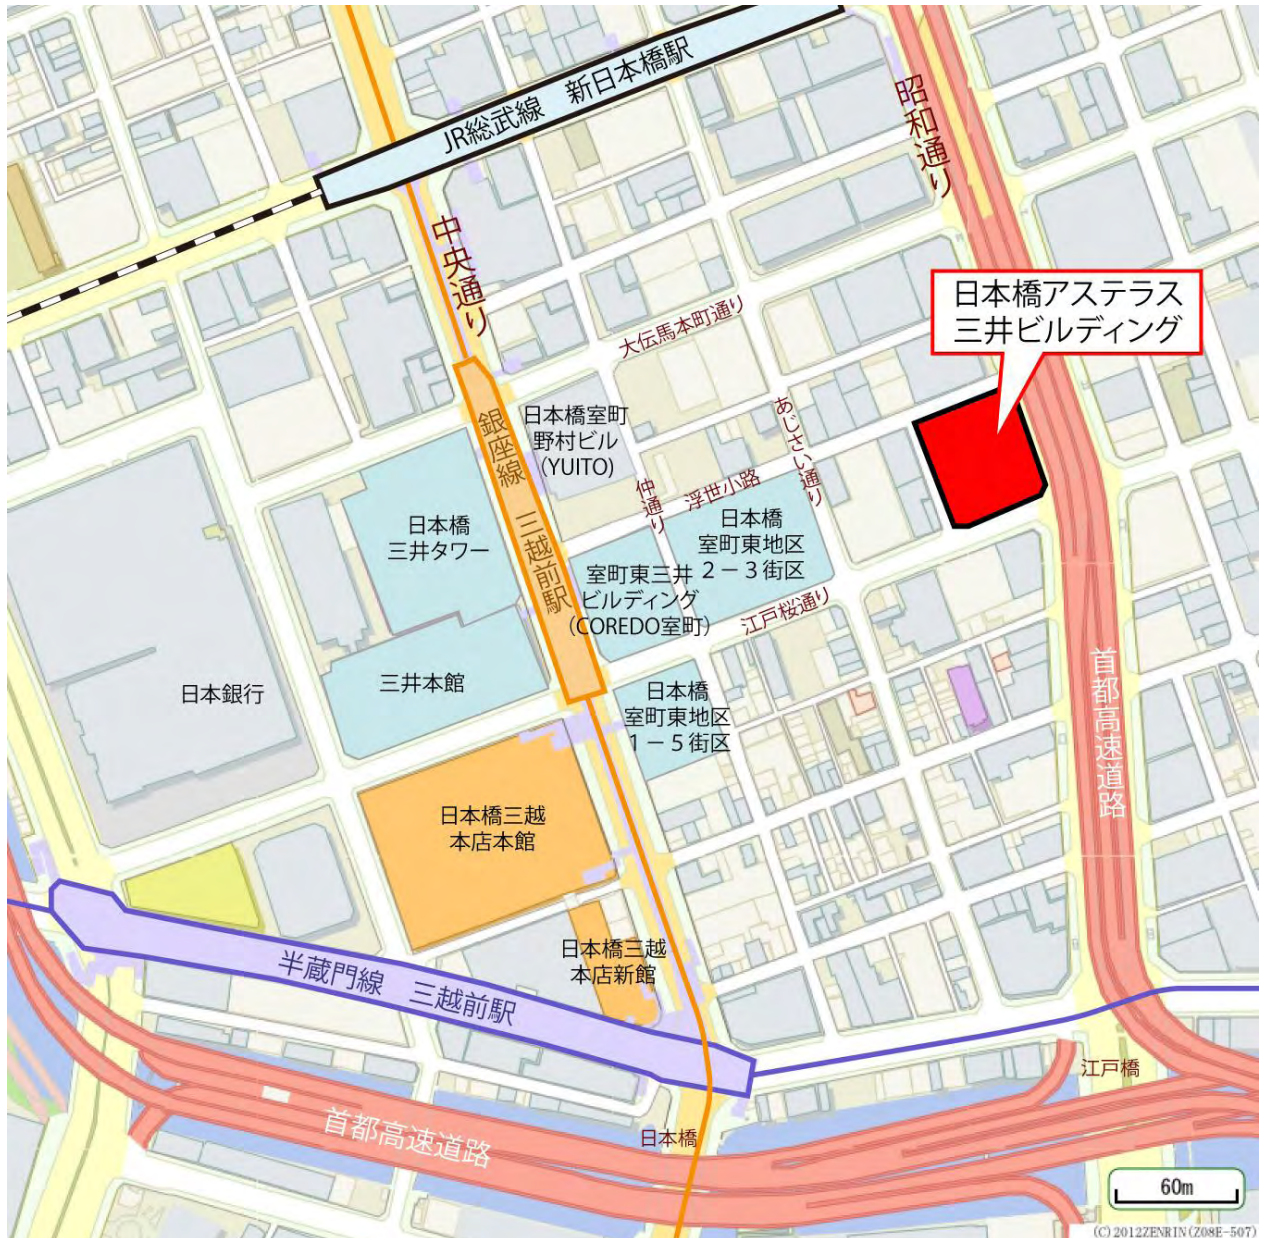 JR総武線 新日本橋駅
昭和通り
中央通り
日本橋アステラス
三井ビルディング
大伝馬本町通り
あじさい通り
日本橋室町
野村ビル
(YUITO)
銀座線 三越前駅
仲通り
浮世小路
日本橋
三井タワー
日本橋
室町東地区
2－3街区
室町東三井
ビルディング
(COREDO室町)
江戸桜通り
三井本館
日本銀行
日本橋
室町東地区
1－5街区
首都高速道路
日本橋三越
本店本館
日本橋三越
本店新館
半蔵門線 三越前駅
江戸橋
首都高速道路
日本橋
60m
(C) 2012ZENRIN(Z08E-507)